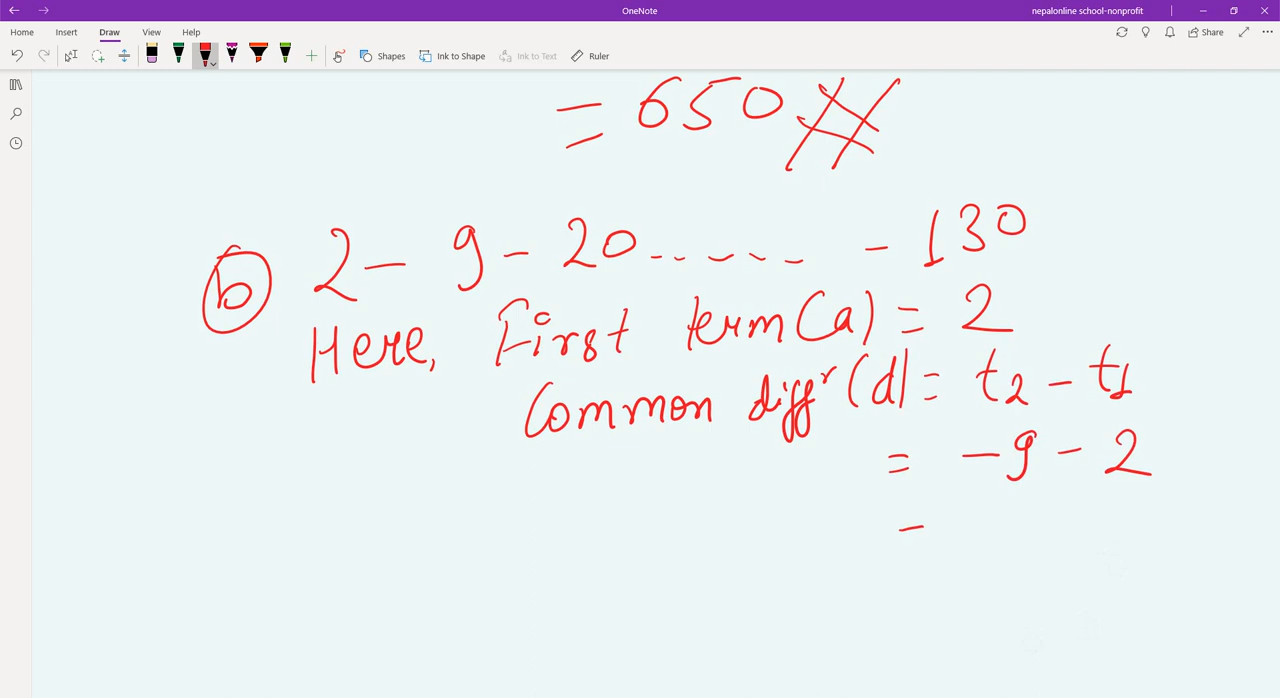 OneNote
nepalonline school-nonprofit
Home Insert Draw View Help
Share
Shapes Ink to Shape Ink to Text Ruler
= 650
b 2 - 9 - 20 ...... - 130
Here, First term (a) = 2
Common diffr (d) = t2 - t1
= -9 - 2
-